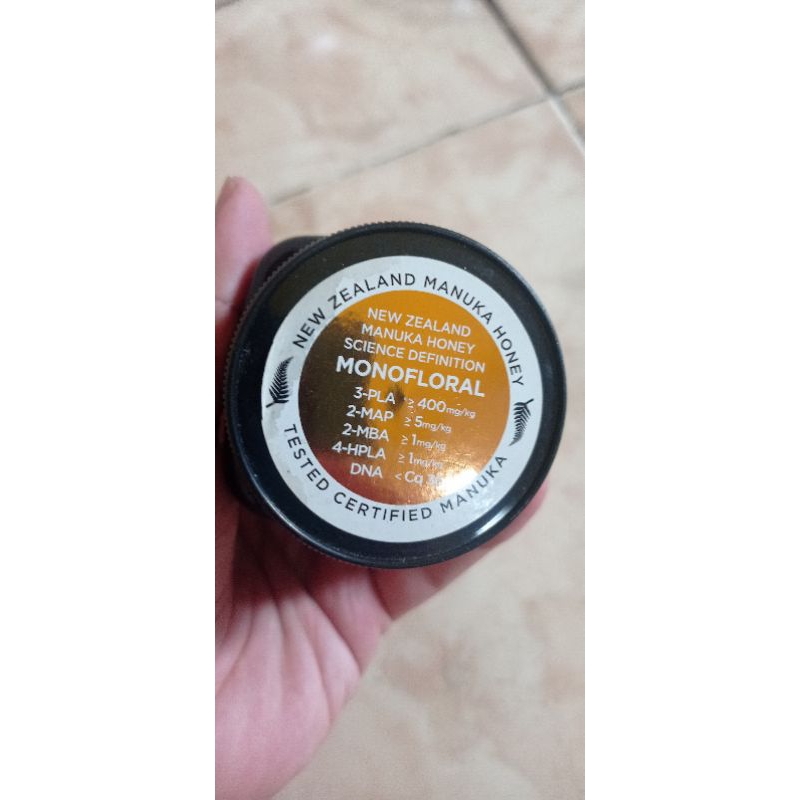 NEW ZEALAND MANUKA HONEY
NEW ZEALAND
MANUKA HONEY
SCIENCE DEFINITION
MONOFLORAL
3-PLA ≥ 400mg/kg
2-MAP ≥ 5mg/kg
2-MBA ≥ 1mg/kg
4-HPLA ≥ 1mg/kg
DNA < Cq
TESTED CERTIFIED MANUKA